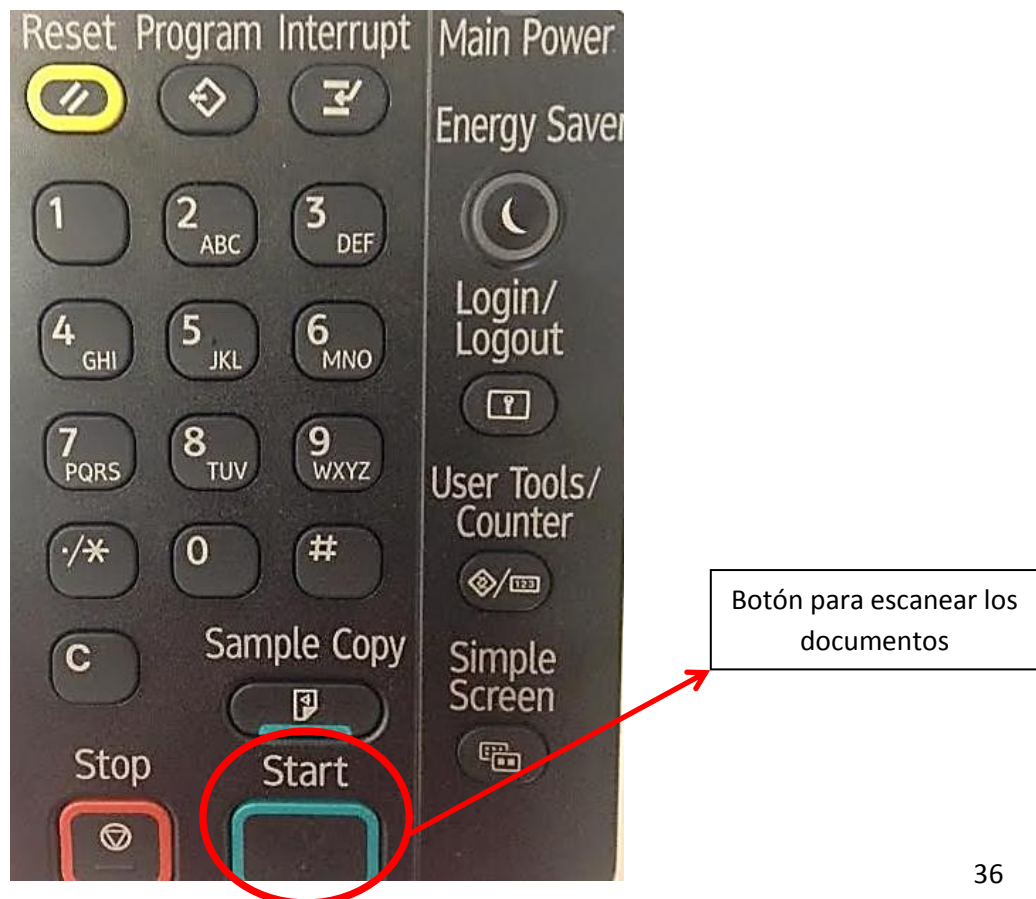 Reset Program Interrupt Main Power
Energy Saver
1 2 ABC 3 DEF
Login/
Logout
4 GHI 5 JKL 6 MNO
7 PQRS 8 TUV 9 WXYZ
User Tools/
Counter
·/* 0 #
123
Botón para escanear los
documentos
C Sample Copy
Simple
Screen
Stop Start
36